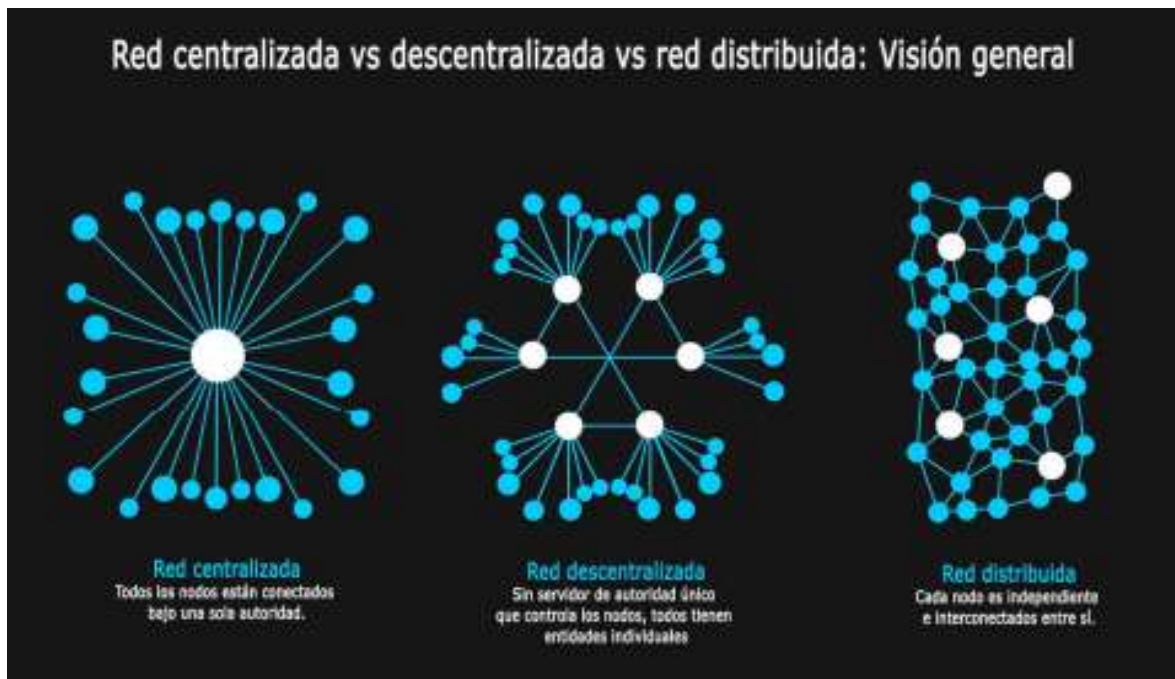 Red centralizada vs descentralizada vs red distribuida: Visión general
Red centralizada
Todos los nodos están conectados
bajo una sola autoridad.
Red descentralizada
Sin servidor de autoridad único
que controla los nodos, todos tienen
entidades individuales
Red distribuida
Cada nodo es independiente
e interconectados entre sí.